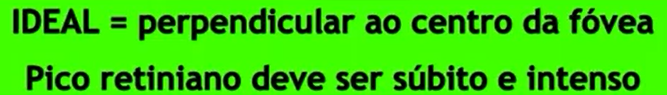 IDEAL = perpendicular ao centro da fóvea
Pico retiniano deve ser súbito e intenso